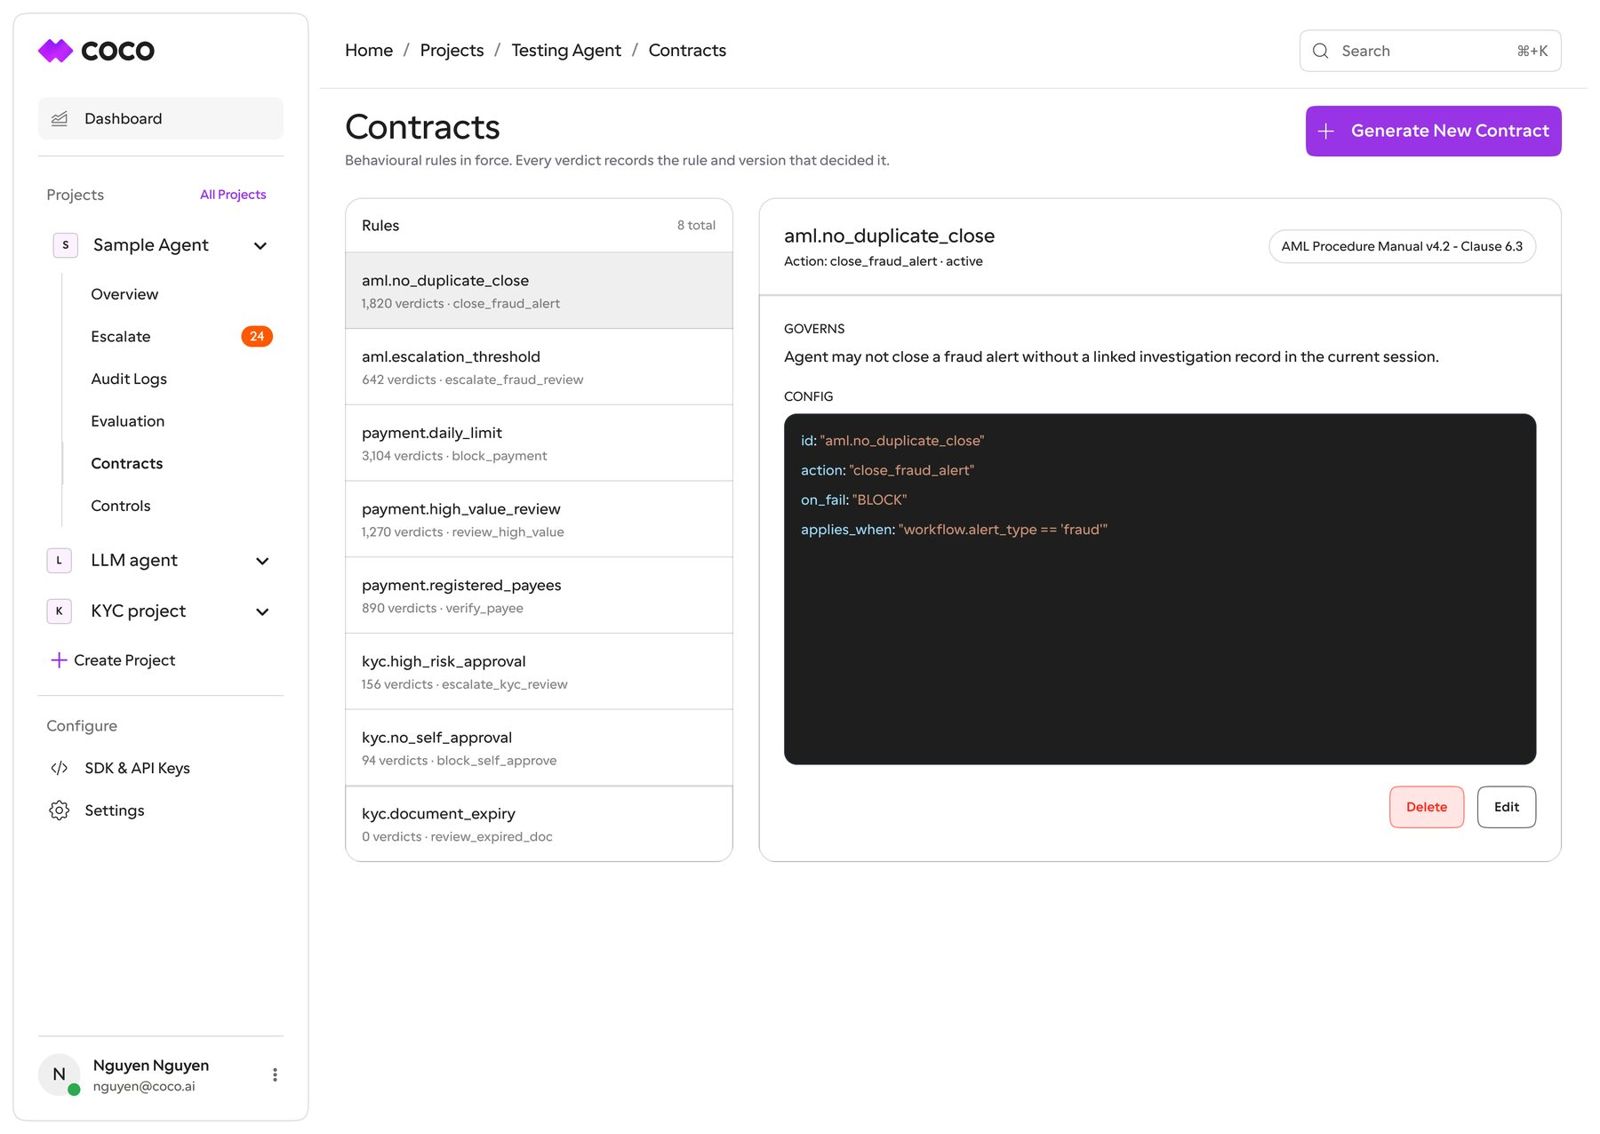 coco
Dashboard
Projects
All Projects
S
Sample Agent
Overview
Escalate
24
Audit Logs
Evaluation
Contracts
Controls
L
LLM agent
K
KYC project
Create Project
Configure
SDK & API Keys
Settings
N
Nguyen Nguyen
nguyen@coco.ai
Home / Projects / Testing Agent / Contracts
Search
⌘+K
Contracts
Behavioural rules in force. Every verdict records the rule and version that decided it.
Generate New Contract
Rules
8 total
aml.no_duplicate_close
1,820 verdicts · close_fraud_alert
aml.escalation_threshold
642 verdicts · escalate_fraud_review
payment.daily_limit
3,104 verdicts · block_payment
payment.high_value_review
1,270 verdicts · review_high_value
payment.registered_payees
890 verdicts · verify_payee
kyc.high_risk_approval
156 verdicts · escalate_kyc_review
kyc.no_self_approval
94 verdicts · block_self_approve
kyc.document_expiry
0 verdicts · review_expired_doc
aml.no_duplicate_close
Action: close_fraud_alert · active
AML Procedure Manual v4.2 - Clause 6.3
GOVERNS
Agent may not close a fraud alert without a linked investigation record in the current session.
CONFIG
id: "aml.no_duplicate_close"
action: "close_fraud_alert"
on_fail: "BLOCK"
applies_when: "workflow.alert_type == 'fraud'"
Delete
Edit